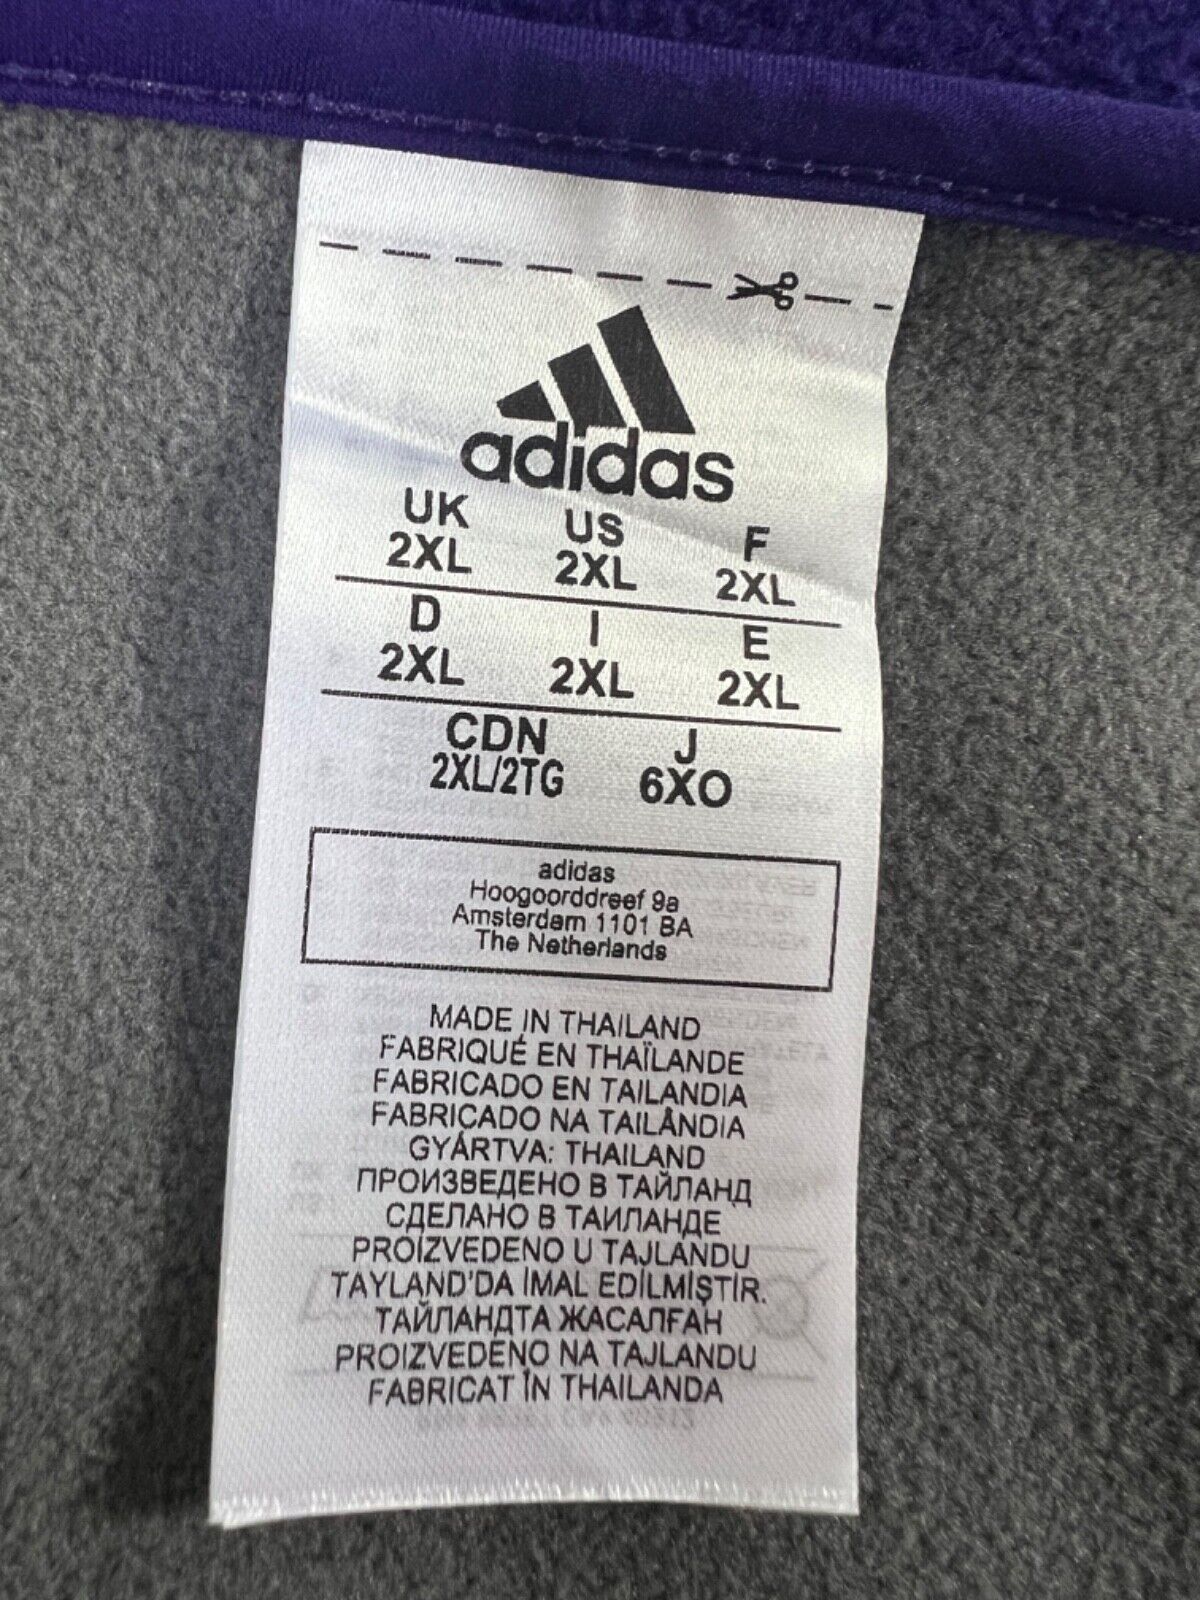 adidas
UK US F
2XL 2XL 2XL
D I E
2XL 2XL 2XL
CDN J
2XL/2TG 6XO
adidas
Hoogoorddreef 9a
Amsterdam 1101 BA
The Netherlands
MADE IN THAILAND
FABRIQUÉ EN THAÏLANDE
FABRICADO EN TAILANDIA
FABRICADO NA TAILÂNDIA
GYÁRTVA: THAILAND
ПРОИЗВЕДЕНО В ТАЙЛАНД
СДЕЛАНО В ТАИЛАНДЕ
PROIZVEDENO U TAJLANDU
TAYLAND'DA İMAL EDİLMİŞTİR.
ТАЙЛАНДТА ЖАСАЛҒАН
PROIZVEDENO NA TAJLANDU
FABRICAT ÎN THAILANDA